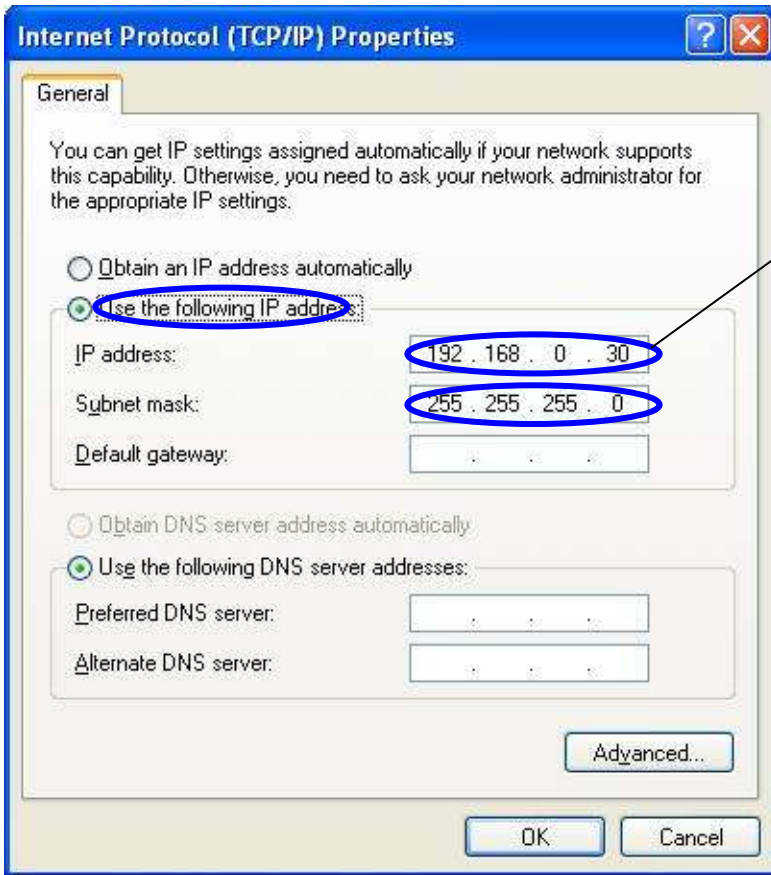 Internet Protocol (TCP/IP) Properties
General
You can get IP settings assigned automatically if your network supports
this capability. Otherwise, you need to ask your network administrator for
the appropriate IP settings.
Obtain an IP address automatically
Use the following IP address:
IP address: 192 . 168 . 0 . 30
Subnet mask: 255 . 255 . 255 . 0
Default gateway: . . .
Obtain DNS server address automatically
Use the following DNS server addresses:
Preferred DNS server: . . .
Alternate DNS server: . . .
Advanced...
OK Cancel